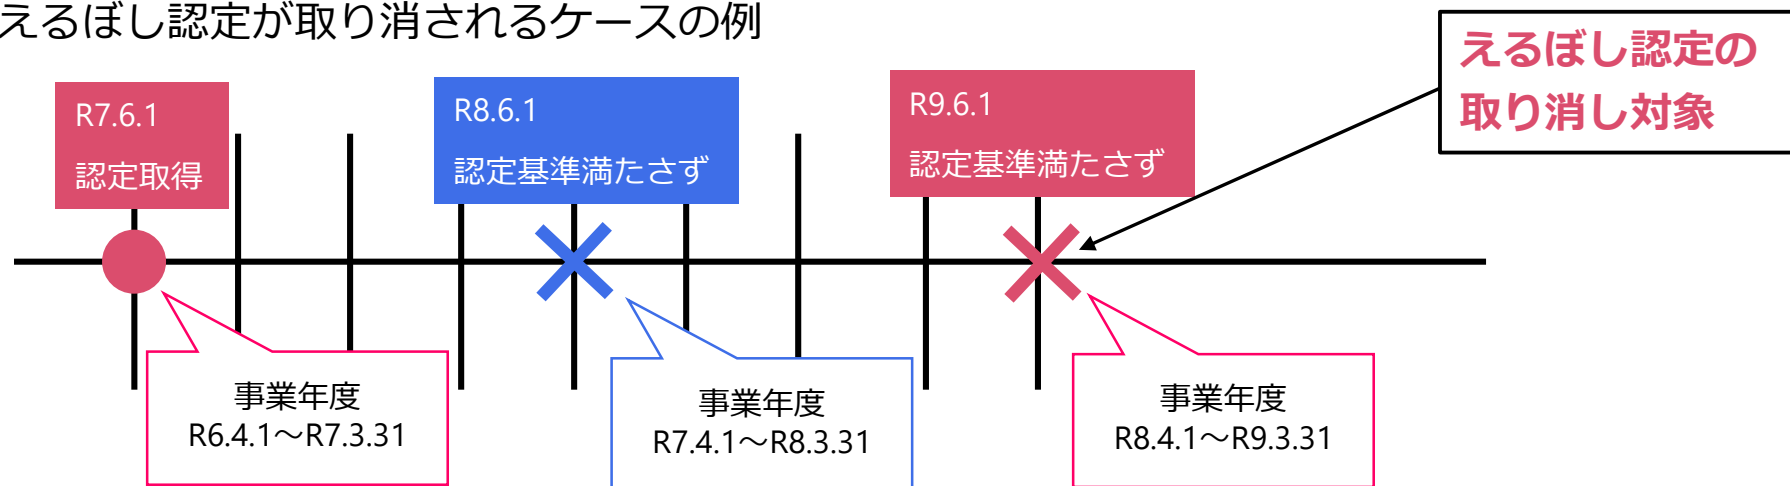 えるぼし認定が取り消されるケースの例
えるぼし認定の
取り消し対象
R7.6.1
認定取得
R8.6.1
認定基準満たさず
R9.6.1
認定基準満たさず
事業年度
R6.4.1～R7.3.31
事業年度
R7.4.1～R8.3.31
事業年度
R8.4.1～R9.3.31